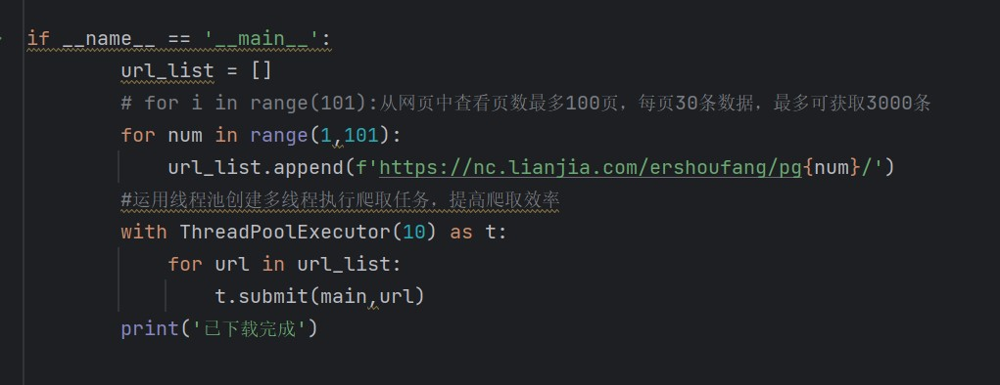 if __name__ == '__main__':
        url_list = []
        # for i in range(101):从网页中查看页数最多100页，每页30条数据，最多可获取3000条
        for num in range(1,101):
            url_list.append(f'https://nc.lianjia.com/ershoufang/pg{num}/')
        #运用线程池创建多线程执行爬取任务，提高爬取效率
        with ThreadPoolExecutor(10) as t:
            for url in url_list:
                t.submit(main,url)
        print('已下载完成')